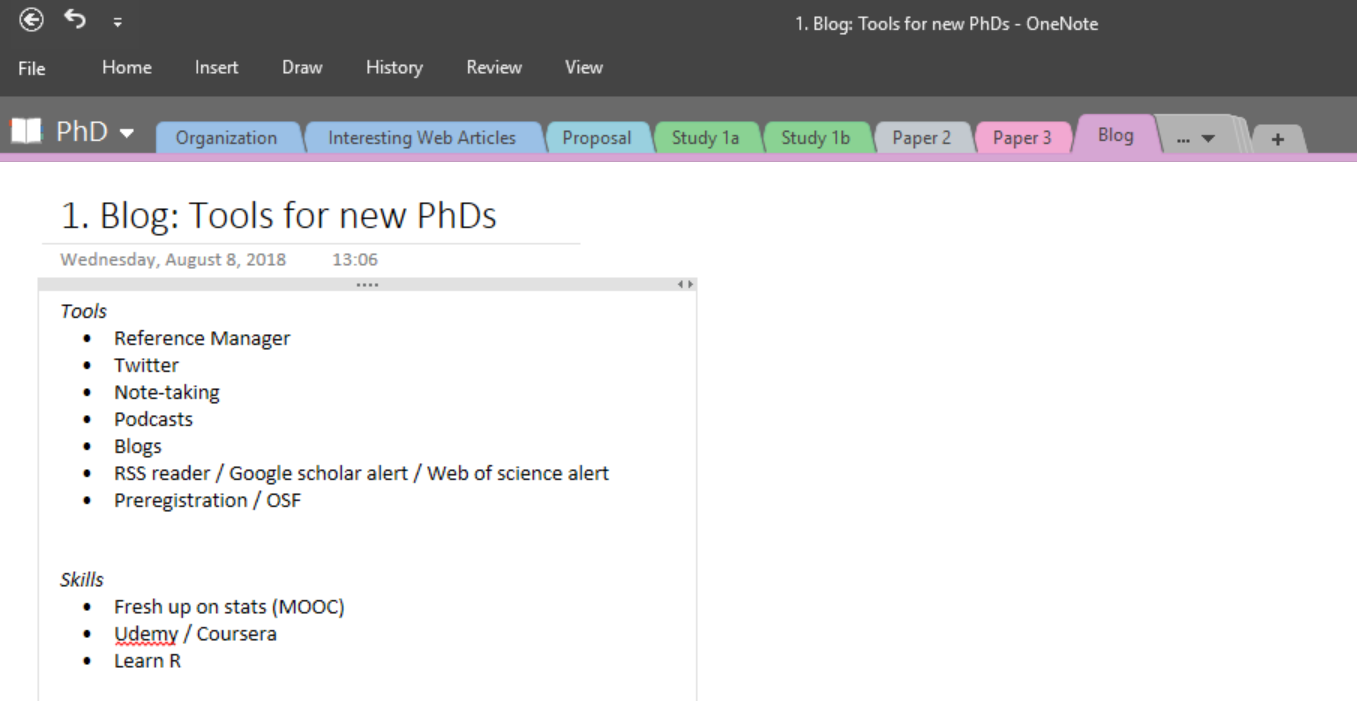 1. Blog: Tools for new PhDs - OneNote
File Home Insert Draw History Review View
PhD Organization Interesting Web Articles Proposal Study 1a Study 1b Paper 2 Paper 3 Blog ... +
1. Blog: Tools for new PhDs
Wednesday, August 8, 2018 13:06
Tools
• Reference Manager
• Twitter
• Note-taking
• Podcasts
• Blogs
• RSS reader / Google scholar alert / Web of science alert
• Preregistration / OSF
Skills
• Fresh up on stats (MOOC)
• Udemy / Coursera
• Learn R